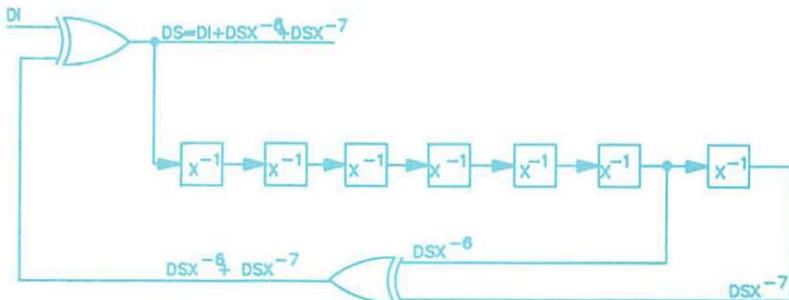 DI
DS=DI+DSX⁻⁶+DSX⁻⁷
X⁻¹ X⁻¹ X⁻¹ X⁻¹ X⁻¹ X⁻¹ X⁻¹
DSX⁻⁶
DSX⁻⁶+ DSX⁻⁷
DSX⁻⁷